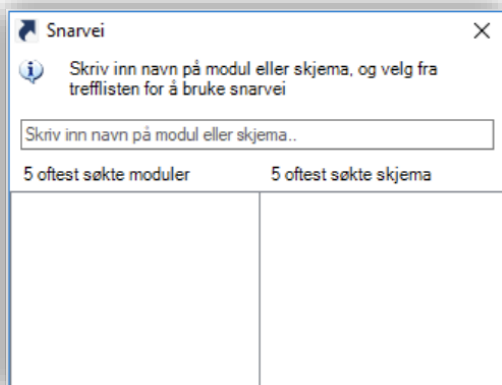 Snarvei
Skriv inn navn på modul eller skjema, og velg fra
trefflisten for å bruke snarvei
Skriv inn navn på modul eller skjema..
5 oftest søkte moduler
5 oftest søkte skjema